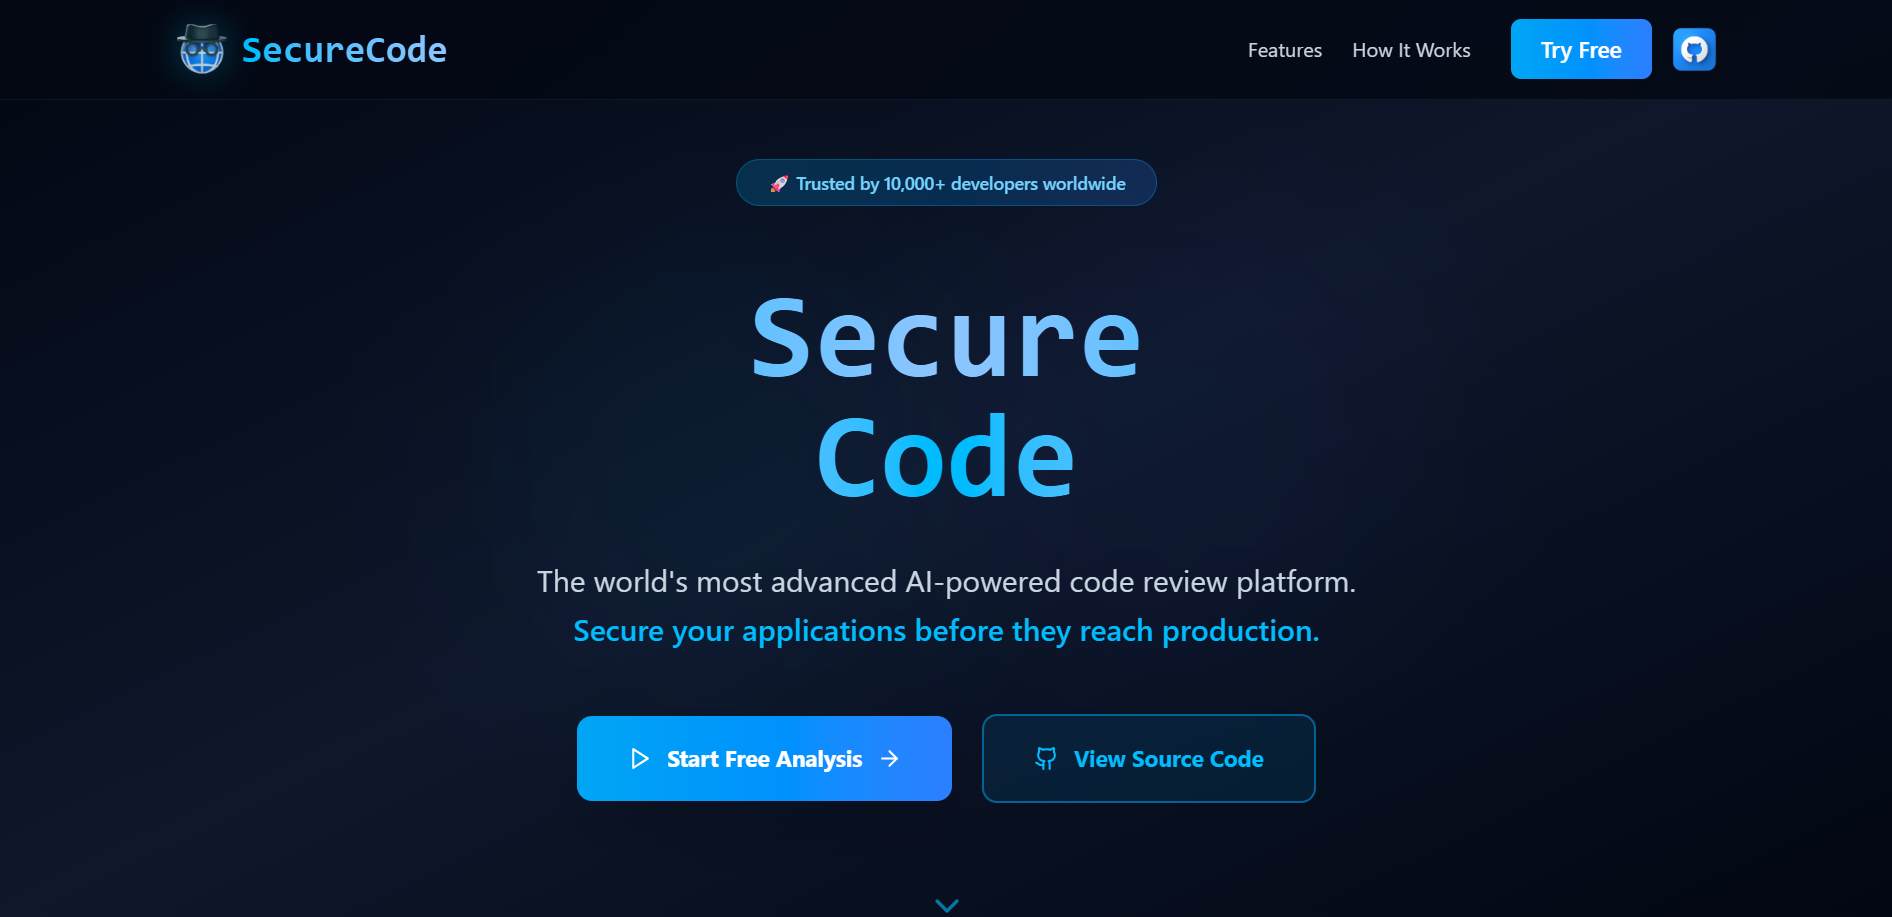 SecureCode
Features
How It Works
Try Free
🚀 Trusted by 10,000+ developers worldwide
Secure
Code
The world's most advanced AI-powered code review platform.
Secure your applications before they reach production.
Start Free Analysis →
View Source Code